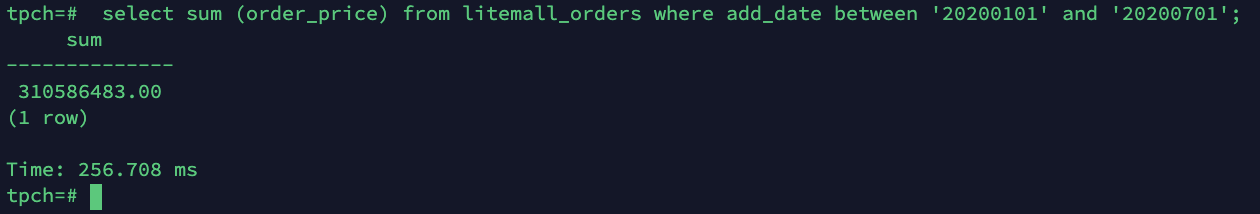 tpch=#  select sum (order_price) from litemall_orders where add_date between '20200101' and '20200701';
     sum
--------------
 310586483.00
(1 row)

Time: 256.708 ms
tpch=#